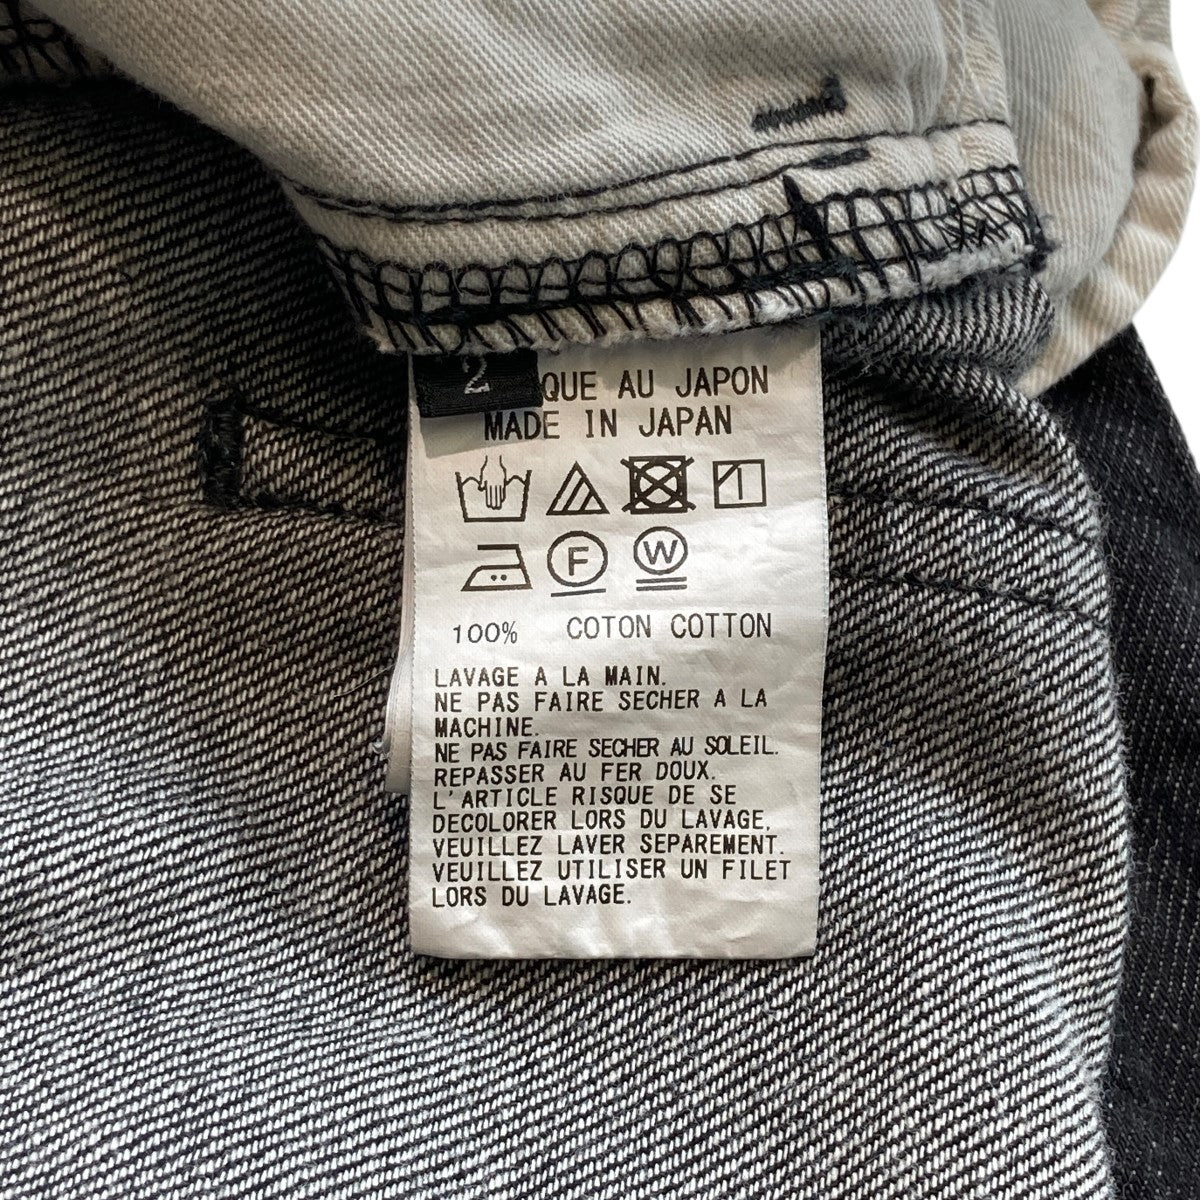 2
QUE AU JAPON
MADE IN JAPAN
F
W
100% COTON COTTON
LAVAGE A LA MAIN.
NE PAS FAIRE SECHER A LA
MACHINE.
NE PAS FAIRE SECHER AU SOLEIL.
REPASSER AU FER DOUX.
L'ARTICLE RISQUE DE SE
DECOLORER LORS DU LAVAGE,
VEUILLEZ LAVER SEPAREMENT.
VEUILLEZ UTILISER UN FILET
LORS DU LAVAGE.